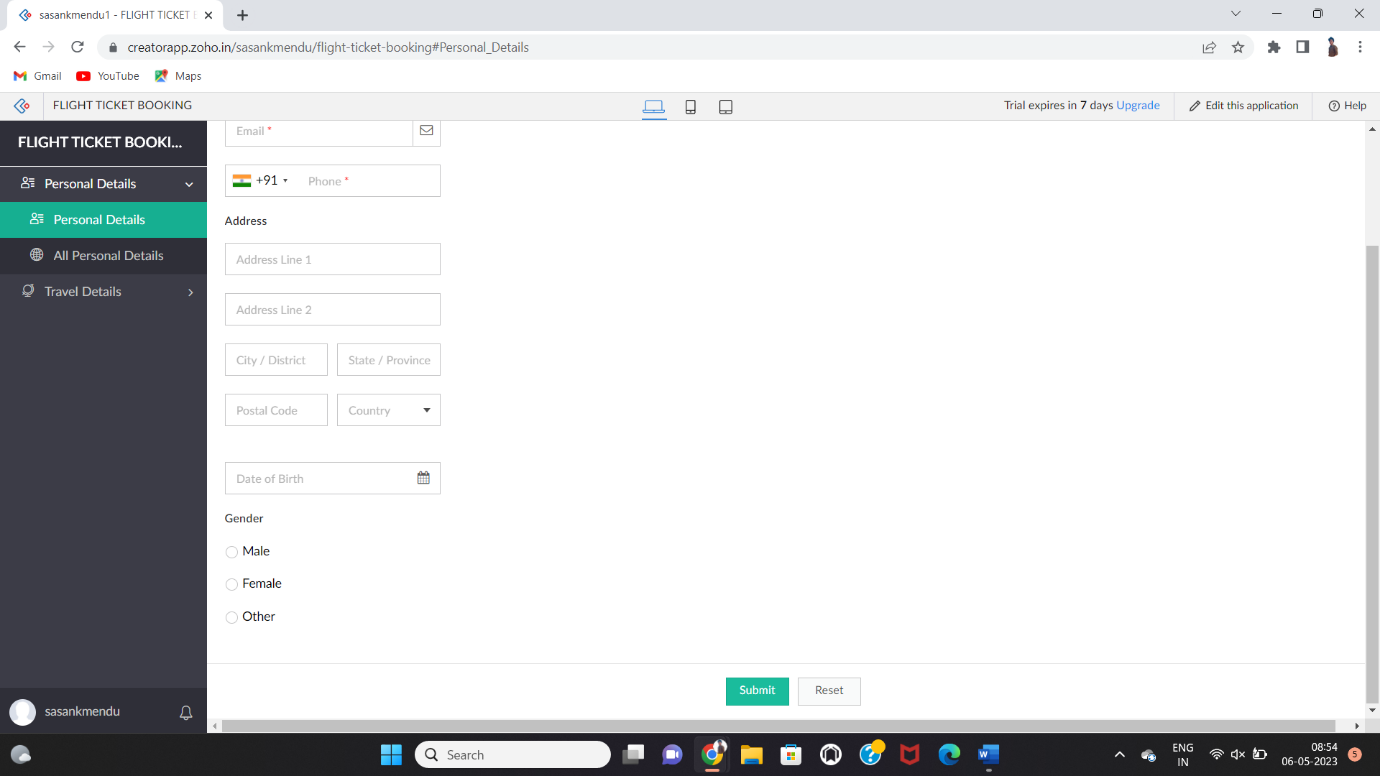 sasankmendu1 - FLIGHT TICKET
creatorapp.zoho.in/sasankmendu/flight-ticket-booking#Personal_Details
Gmail YouTube Maps
FLIGHT TICKET BOOKING
Trial expires in 7 days Upgrade
Edit this application
Help
FLIGHT TICKET BOOKI...
Personal Details
Personal Details
All Personal Details
Travel Details
sasankmendu
Email *
+91 Phone *
Address
Address Line 1
Address Line 2
City / District State / Province
Postal Code Country
Date of Birth
Gender
Male
Female
Other
Submit Reset
Search
W
ENG
IN
08:54
06-05-2023
5